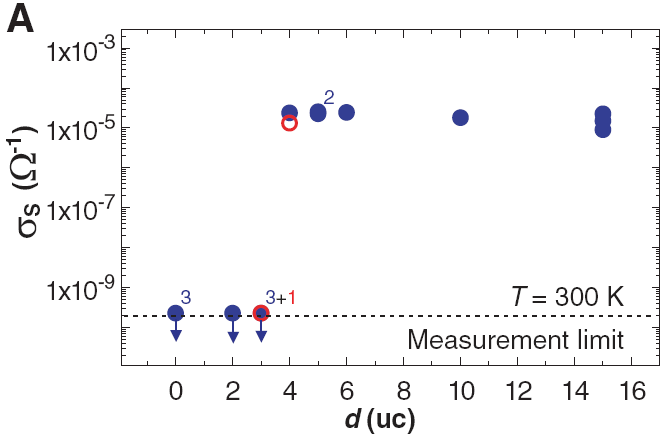 A
1x10⁻³
1x10⁻⁵
1x10⁻⁷
1x10⁻⁹
σS (Ω⁻¹)
2
3
3+1
T = 300 K
Measurement limit
0 2 4 6 8 10 12 14 16
d (uc)